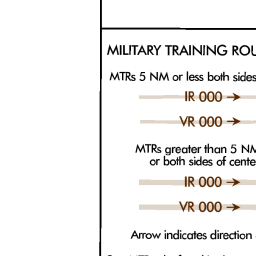 MILITARY TRAINING ROU
MTRs 5 NM or less both sides
IR 000 →
VR 000 →
MTRs greater than 5 NM
or both sides of cente
IR 000 →
VR 000 →
Arrow indicates direction